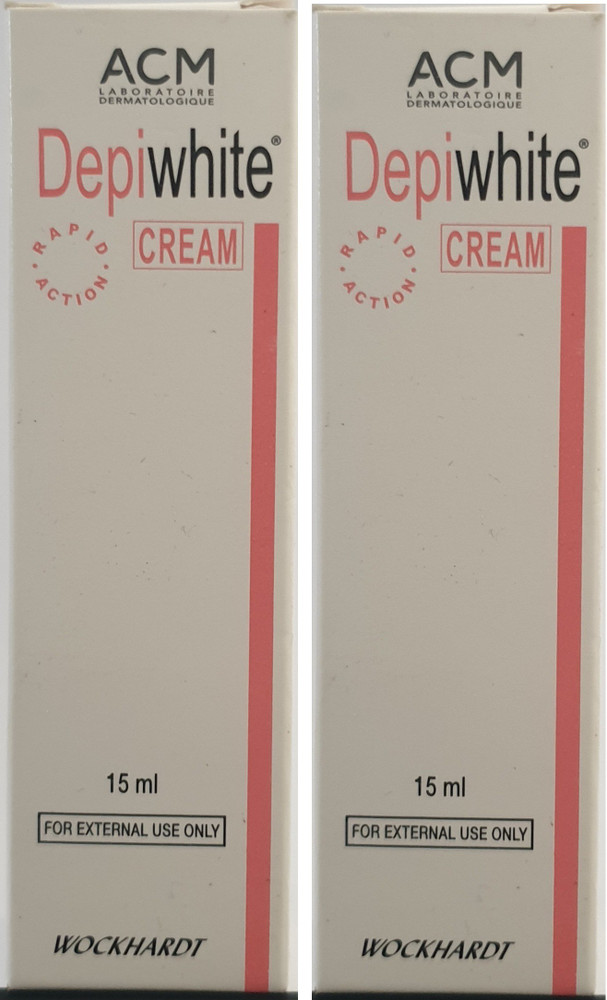 ACM
LABORATOIRE
DERMATOLOGIQUE
Depiwhite®
RAPID ACTION
CREAM
15 ml
FOR EXTERNAL USE ONLY
WOCKHARDT
ACM
LABORATOIRE
DERMATOLOGIQUE
Depiwhite®
RAPID ACTION
CREAM
15 ml
FOR EXTERNAL USE ONLY
WOCKHARDT